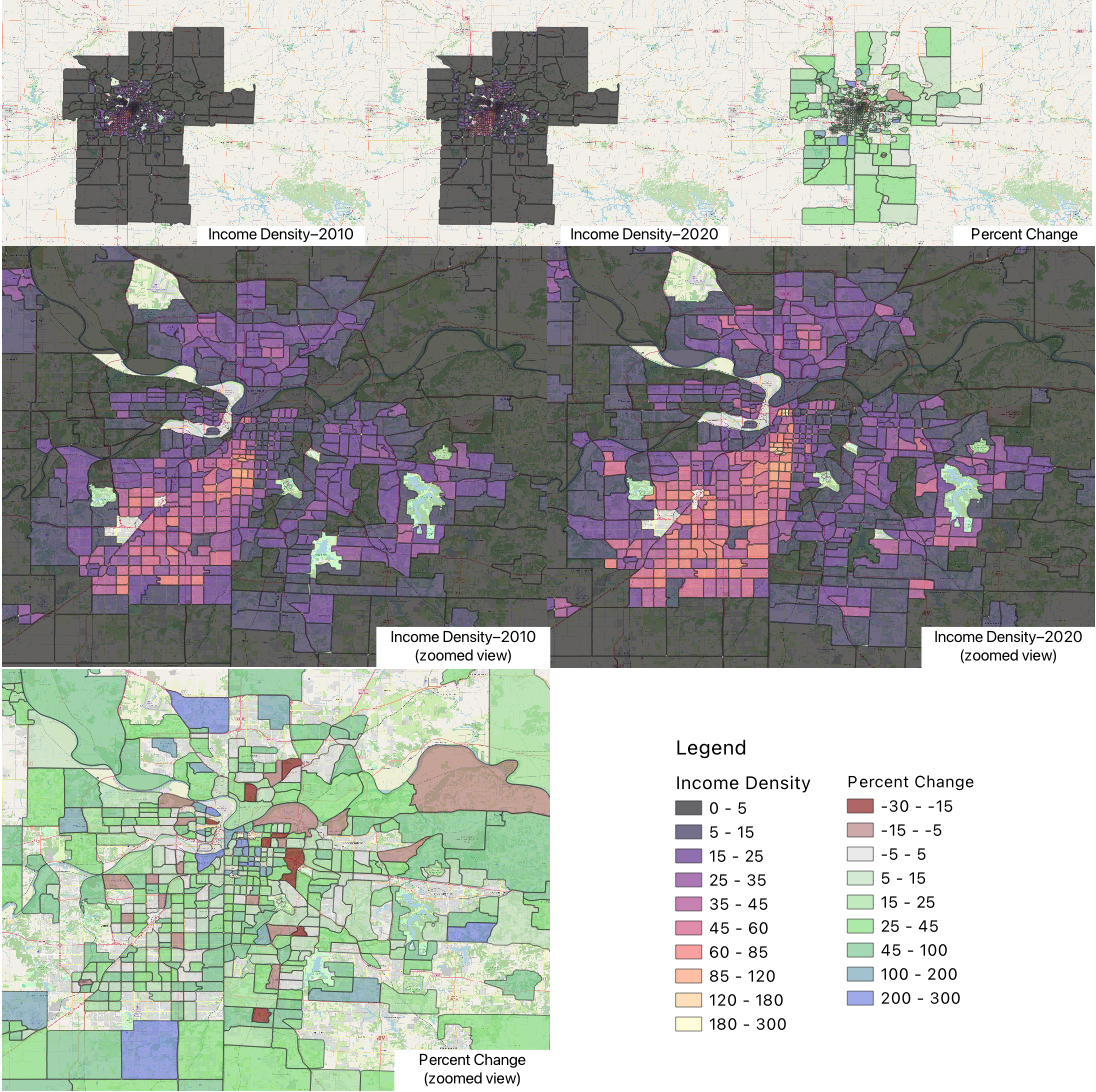 Income Density–2010
Income Density–2020
Percent Change
Income Density–2010
(zoomed view)
Income Density–2020
(zoomed view)
Legend
Income Density
0 - 5
5 - 15
15 - 25
25 - 35
35 - 45
45 - 60
60 - 85
85 - 120
120 - 180
180 - 300
Percent Change
-30 - -15
-15 - -5
-5 - 5
5 - 15
15 - 25
25 - 45
45 - 100
100 - 200
200 - 300
Percent Change
(zoomed view)